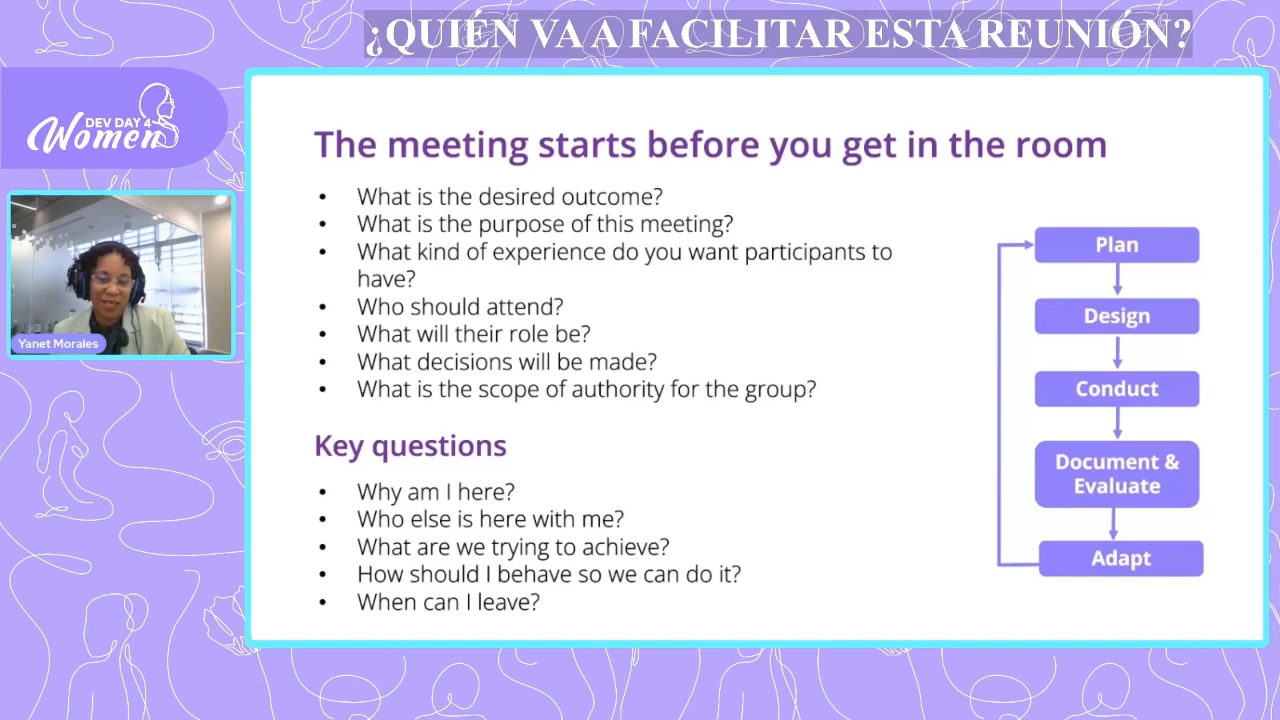 ¿QUIÉN VA A FACILITAR ESTA REUNIÓN?
DEV DAY 4
Women
Yanet Morales
The meeting starts before you get in the room
• What is the desired outcome?
• What is the purpose of this meeting?
• What kind of experience do you want participants to
have?
• Who should attend?
• What will their role be?
• What decisions will be made?
• What is the scope of authority for the group?
Key questions
• Why am I here?
• Who else is here with me?
• What are we trying to achieve?
• How should I behave so we can do it?
• When can I leave?
Plan
Design
Conduct
Document &
Evaluate
Adapt